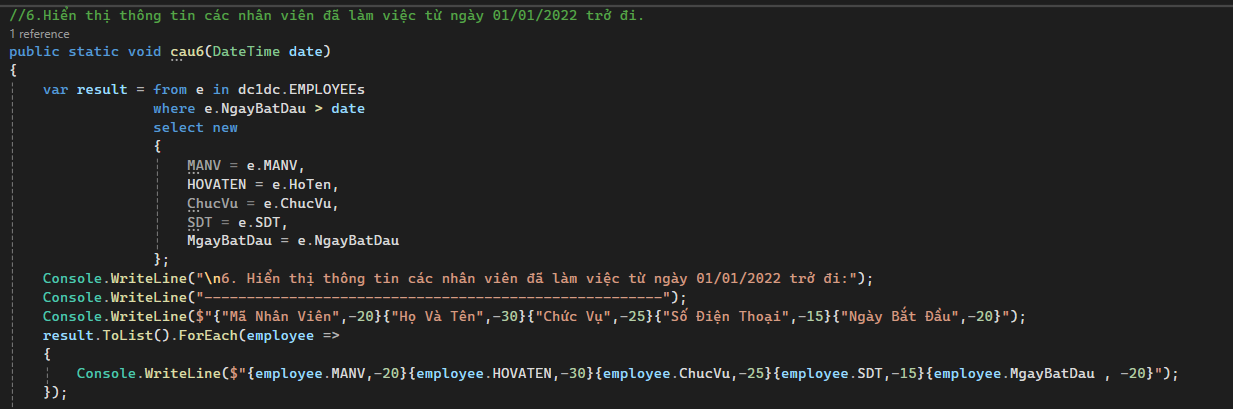 //6.Hiển thị thông tin các nhân viên đã làm việc từ ngày 01/01/2022 trở đi.
1 reference
public static void cau6(DateTime date)
{
var result = from e in dc1dc.EMPLOYEEs
where e.NgayBatDau > date
select new
{
MANV = e.MANV,
HOVATEN = e.HoTen,
ChucVu = e.ChucVu,
SDT = e.SDT,
MgayBatDau = e.NgayBatDau
};
Console.WriteLine("\n6. Hiển thị thông tin các nhân viên đã làm việc từ ngày 01/01/2022 trở đi:");
Console.WriteLine("------------------------------------------------------");
Console.WriteLine($"{"Mã Nhân Viên",-20}{"Họ Và Tên",-30}{"Chức Vụ",-25}{"Số Điện Thoại",-15}{"Ngày Bắt Đầu",-20}");
result.ToList().ForEach(employee =>
{
Console.WriteLine($"{employee.MANV,-20}{employee.HOVATEN,-30}{employee.ChucVu,-25}{employee.SDT,-15}{employee.MgayBatDau , -20}");
});